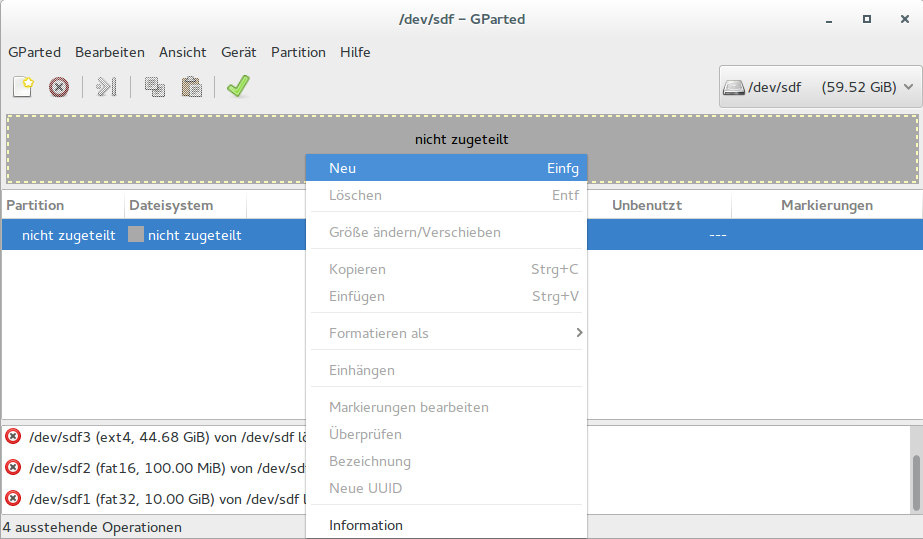 /dev/sdf – GParted
GParted Bearbeiten Ansicht Gerät Partition Hilfe
/dev/sdf (59.52 GiB)
nicht zugeteilt
Partition Dateisystem Unbenutzt Markierungen
nicht zugeteilt nicht zugeteilt ---
Neu Einfg
Löschen Entf
Größe ändern/Verschieben
Kopieren Strg+C
Einfügen Strg+V
Formatieren als
Einhängen
Markierungen bearbeiten
Überprüfen
Bezeichnung
Neue UUID
Information
/dev/sdf3 (ext4, 44.68 GiB) von /dev/sdf lö
/dev/sdf2 (fat16, 100.00 MiB) von /dev/sd
/dev/sdf1 (fat32, 10.00 GiB) von /dev/sdf l
4 ausstehende Operationen